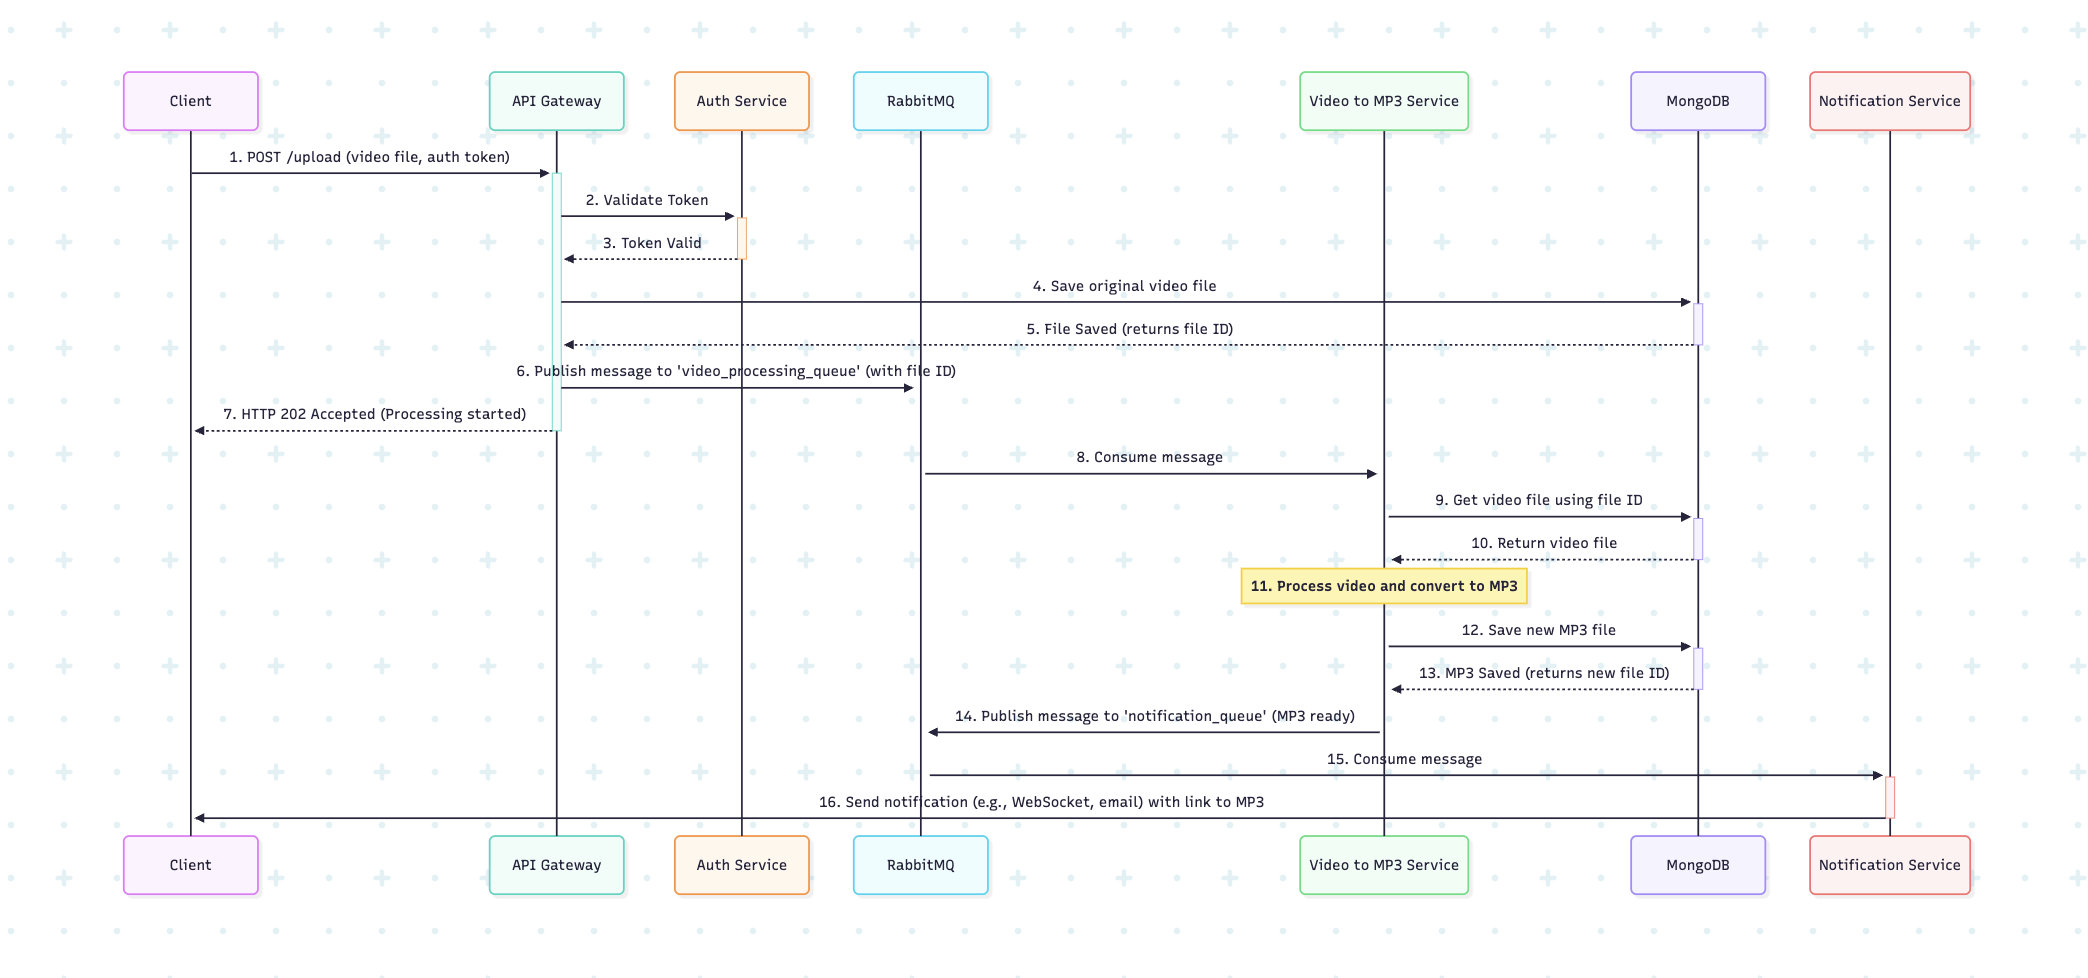 Client
API Gateway
Auth Service
RabbitMQ
Video to MP3 Service
MongoDB
Notification Service
1. POST /upload (video file, auth token)
2. Validate Token
3. Token Valid
4. Save original video file
5. File Saved (returns file ID)
6. Publish message to 'video_processing_queue' (with file ID)
7. HTTP 202 Accepted (Processing started)
8. Consume message
9. Get video file using file ID
10. Return video file
11. Process video and convert to MP3
12. Save new MP3 file
13. MP3 Saved (returns new file ID)
14. Publish message to 'notification_queue' (MP3 ready)
15. Consume message
16. Send notification (e.g., WebSocket, email) with link to MP3
Client
API Gateway
Auth Service
RabbitMQ
Video to MP3 Service
MongoDB
Notification Service